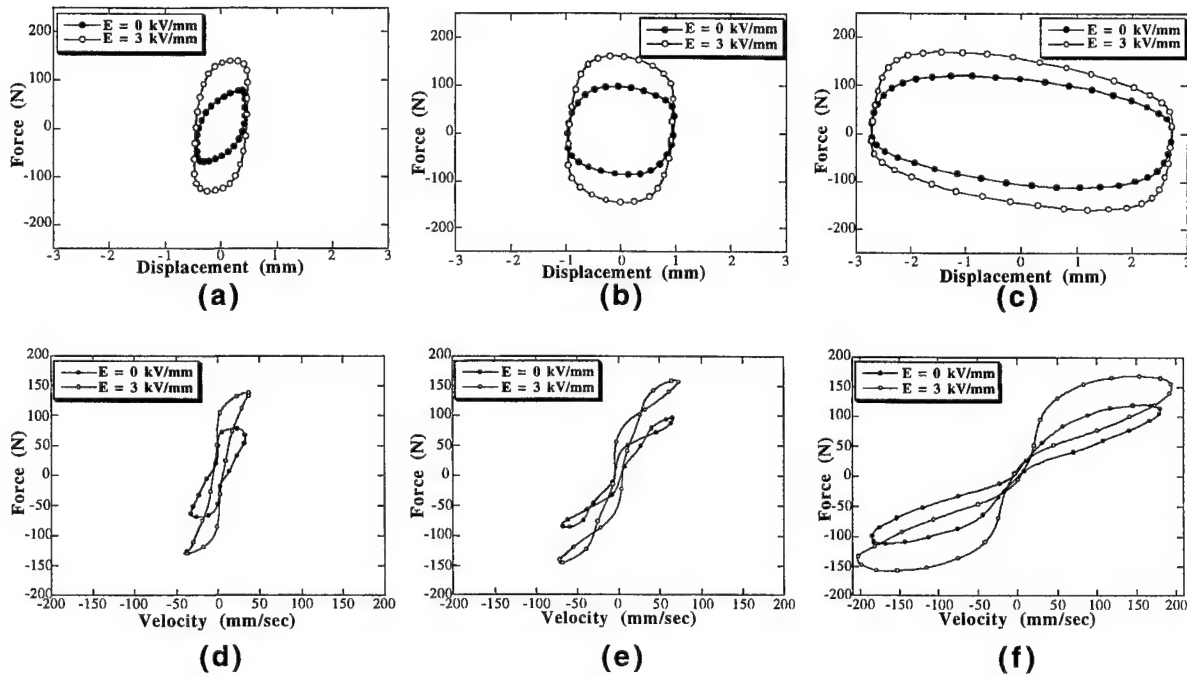 E = 0 kV/mm
E = 3 kV/mm
Force (N)
200
100
0
-100
-200
-3 -2 -1 0 1 2 3
Displacement (mm)
(a)
E = 0 kV/mm
E = 3 kV/mm
Force (N)
200
100
0
-100
-200
-3 -2 -1 0 1 2 3
Displacement (mm)
(b)
E = 0 kV/mm
E = 3 kV/mm
Force (N)
200
100
0
-100
-200
-3 -2 -1 0 1 2 3
Displacement (mm)
(c)
E = 0 kV/mm
E = 3 kV/mm
Force (N)
200
150
100
50
0
-50
-100
-150
-200
200 -150 -100 -50 0 50 100 150 200
Velocity (mm/sec)
(d)
E = 0 kV/mm
E = 3 kV/mm
Force (N)
200
150
100
50
0
-50
-100
-150
-200
200 -150 -100 -50 0 50 100 150 200
Velocity (mm/sec)
(e)
E = 0 kV/mm
E = 3 kV/mm
Force (N)
200
150
100
50
0
-50
-100
-150
-200
-200 -150 -100 -50 0 50 100 150 200
Velocity (mm/sec)
(f)